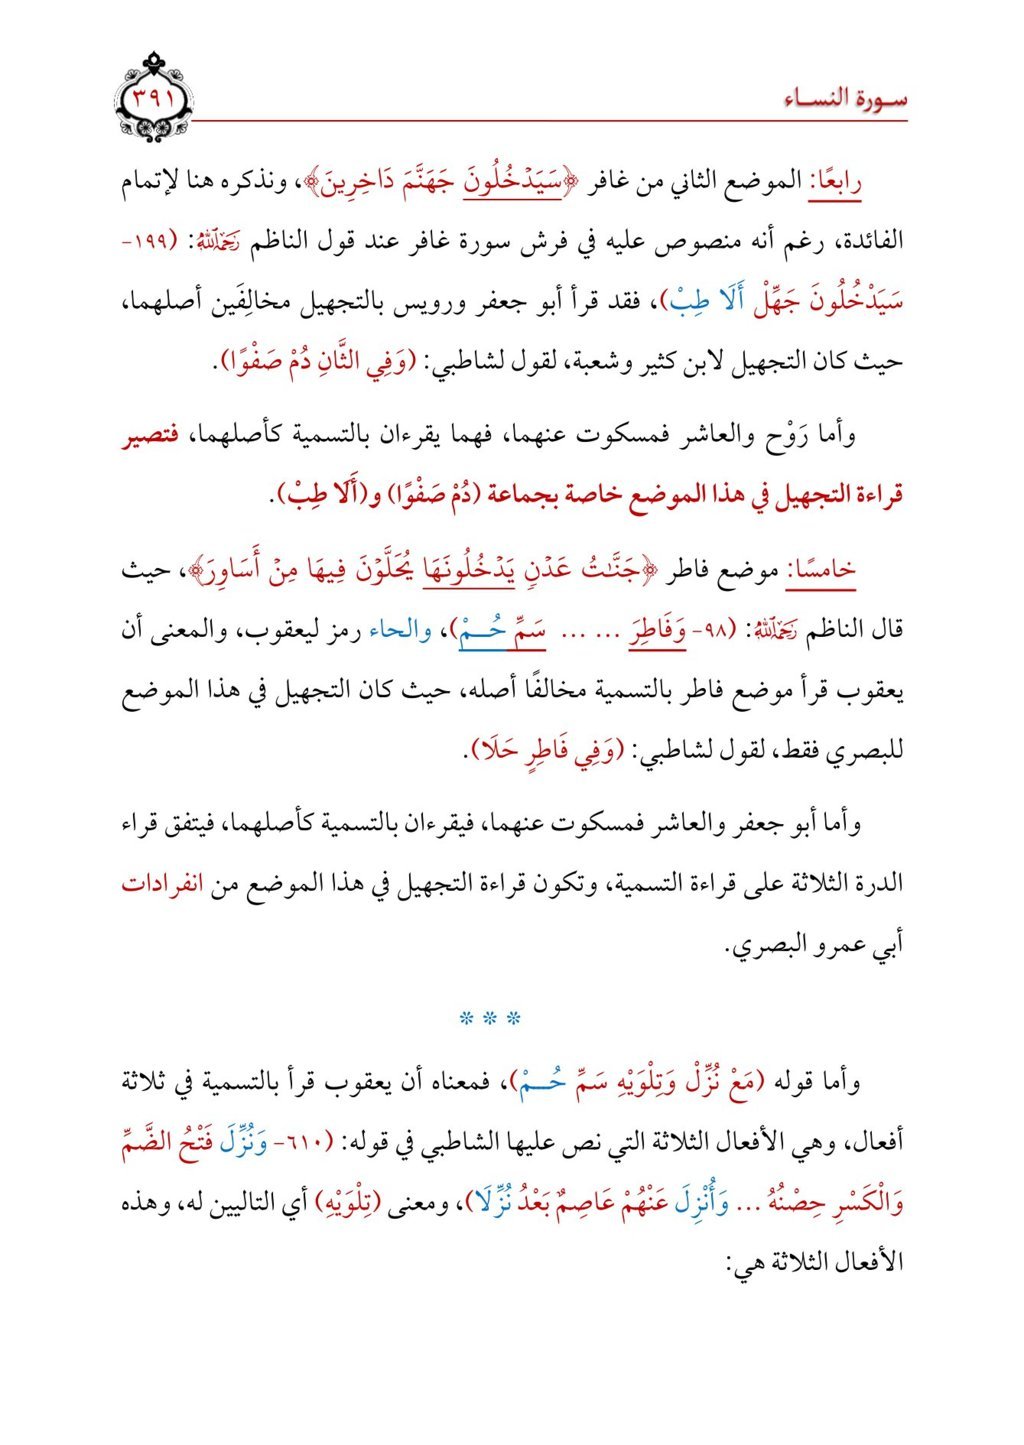 سورة النساء
٣٩١
رابعًا: الموضع الثاني من غافر ﴿سَيَدْخُلُونَ جَهَنَّمَ دَاخِرِينَ﴾، ونذكره هنا لإتمام
الفائدة، رغم أنه منصوص عليه في فرش سورة غافر عند قول الناظم رَحِمَهُ ٱللَّهُ: (١٩٩-
سَيَدْخُلُونَ جَهِّلْ أَلَا طِبْ)، فقد قرأ أبو جعفر ورويس بالتجهيل مخالِفَين أصلهما،
حيث كان التجهيل لابن كثير وشعبة، لقول لشاطبي: (وَفِي الثَّانِ دُمْ صَفْوًا).
وأما رَوْح والعاشر فمسكوت عنهما، فهما يقرءان بالتسمية كأصلهما، فتصير
قراءة التجهيل في هذا الموضع خاصة بجماعة (دُمْ صَفْوًا) و(أَلَا طِبْ).
خامسًا: موضع فاطر ﴿جَنَّـٰتُ عَدْنٍ يَدْخُلُونَهَا يُحَلَّوْنَ فِيهَا مِنْ أَسَاوِرَ﴾، حيث
قال الناظم رَحِمَهُ ٱللَّهُ: (٩٨- وَفَاطِرَ ... ... سَمِّ حُـمْ)، والحاء رمز ليعقوب، والمعنى أن
يعقوب قرأ موضع فاطر بالتسمية مخالفًا أصله، حيث كان التجهيل في هذا الموضع
للبصري فقط، لقول لشاطبي: (وَفِي فَاطِرٍ حَلَا).
وأما أبو جعفر والعاشر فمسكوت عنهما، فيقرءان بالتسمية كأصلهما، فيتفق قراء
الدرة الثلاثة على قراءة التسمية، وتكون قراءة التجهيل في هذا الموضع من انفرادات
أبي عمرو البصري.
* * *
وأما قوله (مَعْ نُزِّلْ وَتِلْوَيْهِ سَمِّ حُـمْ)، فمعناه أن يعقوب قرأ بالتسمية في ثلاثة
أفعال، وهي الأفعال الثلاثة التي نص عليها الشاطبي في قوله: (٦١٠- وَنُزِّلَ فَتْحُ الضَّمِّ
وَالْكَسْرِ حِصْنُهُ ... وَأُنْزِلَ عَنْهُمْ عَاصِمٌ بَعْدُ نُزِّلَا)، ومعنى (تِلْوَيْهِ) أي التاليين له، وهذه
الأفعال الثلاثة هي: